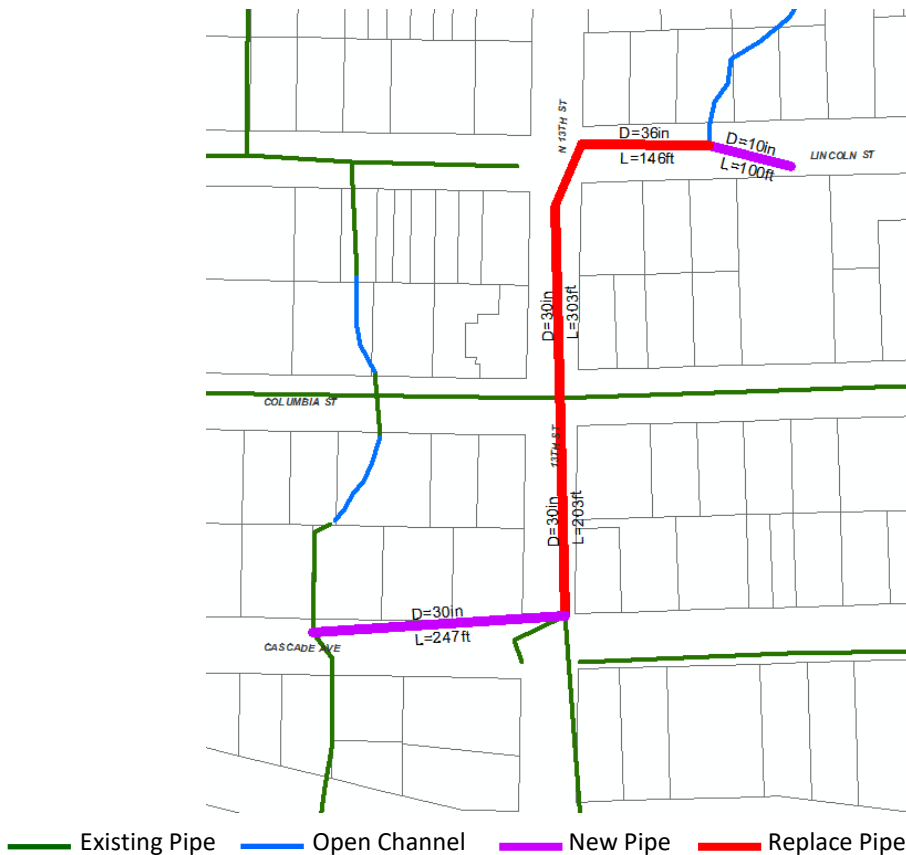 N 13TH ST
D=36in
L=146ft
D=10in
L=100ft
LINCOLN ST
D=30in
L=303ft
COLUMBIA ST
13TH ST
D=30in
L=203ft
D=30in
L=247ft
CASCADE AVE
Existing Pipe
Open Channel
New Pipe
Replace Pipe